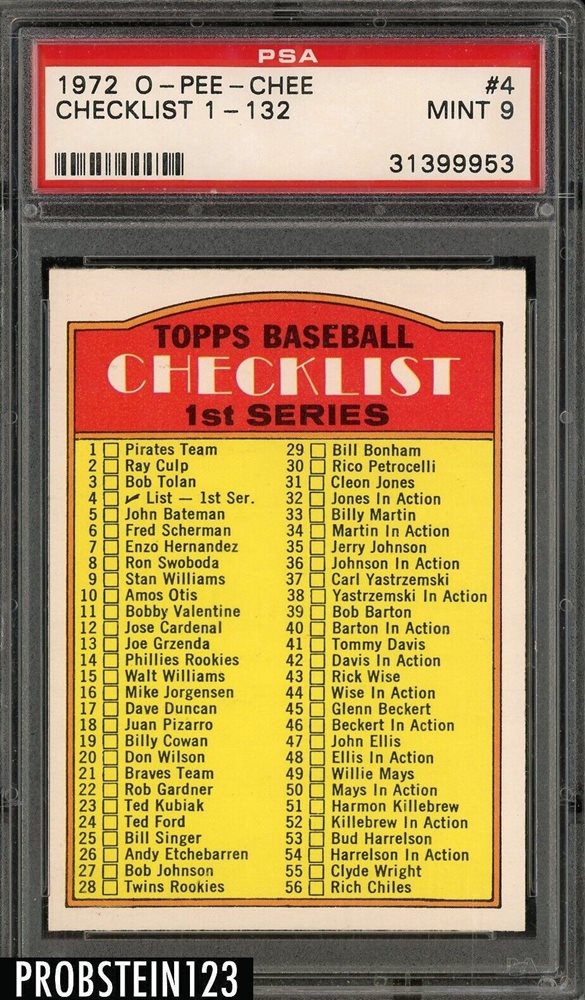 PSA
1972 O-PEE-CHEE #4
CHECKLIST 1-132 MINT 9
31399953
TOPPS BASEBALL
CHECKLIST
1st SERIES
1 Pirates Team
2 Ray Culp
3 Bob Tolan
4 ✓ List — 1st Ser.
5 John Bateman
6 Fred Scherman
7 Enzo Hernandez
8 Ron Swoboda
9 Stan Williams
10 Amos Otis
11 Bobby Valentine
12 Jose Cardenal
13 Joe Grzenda
14 Phillies Rookies
15 Walt Williams
16 Mike Jorgensen
17 Dave Duncan
18 Juan Pizarro
19 Billy Cowan
20 Don Wilson
21 Braves Team
22 Rob Gardner
23 Ted Kubiak
24 Ted Ford
25 Bill Singer
26 Andy Etchebarren
27 Bob Johnson
28 Twins Rookies
29 Bill Bonham
30 Rico Petrocelli
31 Cleon Jones
32 Jones In Action
33 Billy Martin
34 Martin In Action
35 Jerry Johnson
36 Johnson In Action
37 Carl Yastrzemski
38 Yastrzemski In Action
39 Bob Barton
40 Barton In Action
41 Tommy Davis
42 Davis In Action
43 Rick Wise
44 Wise In Action
45 Glenn Beckert
46 Beckert In Action
47 John Ellis
48 Ellis In Action
49 Willie Mays
50 Mays In Action
51 Harmon Killebrew
52 Killebrew In Action
53 Bud Harrelson
54 Harrelson In Action
55 Clyde Wright
56 Rich Chiles
PROBSTEIN123